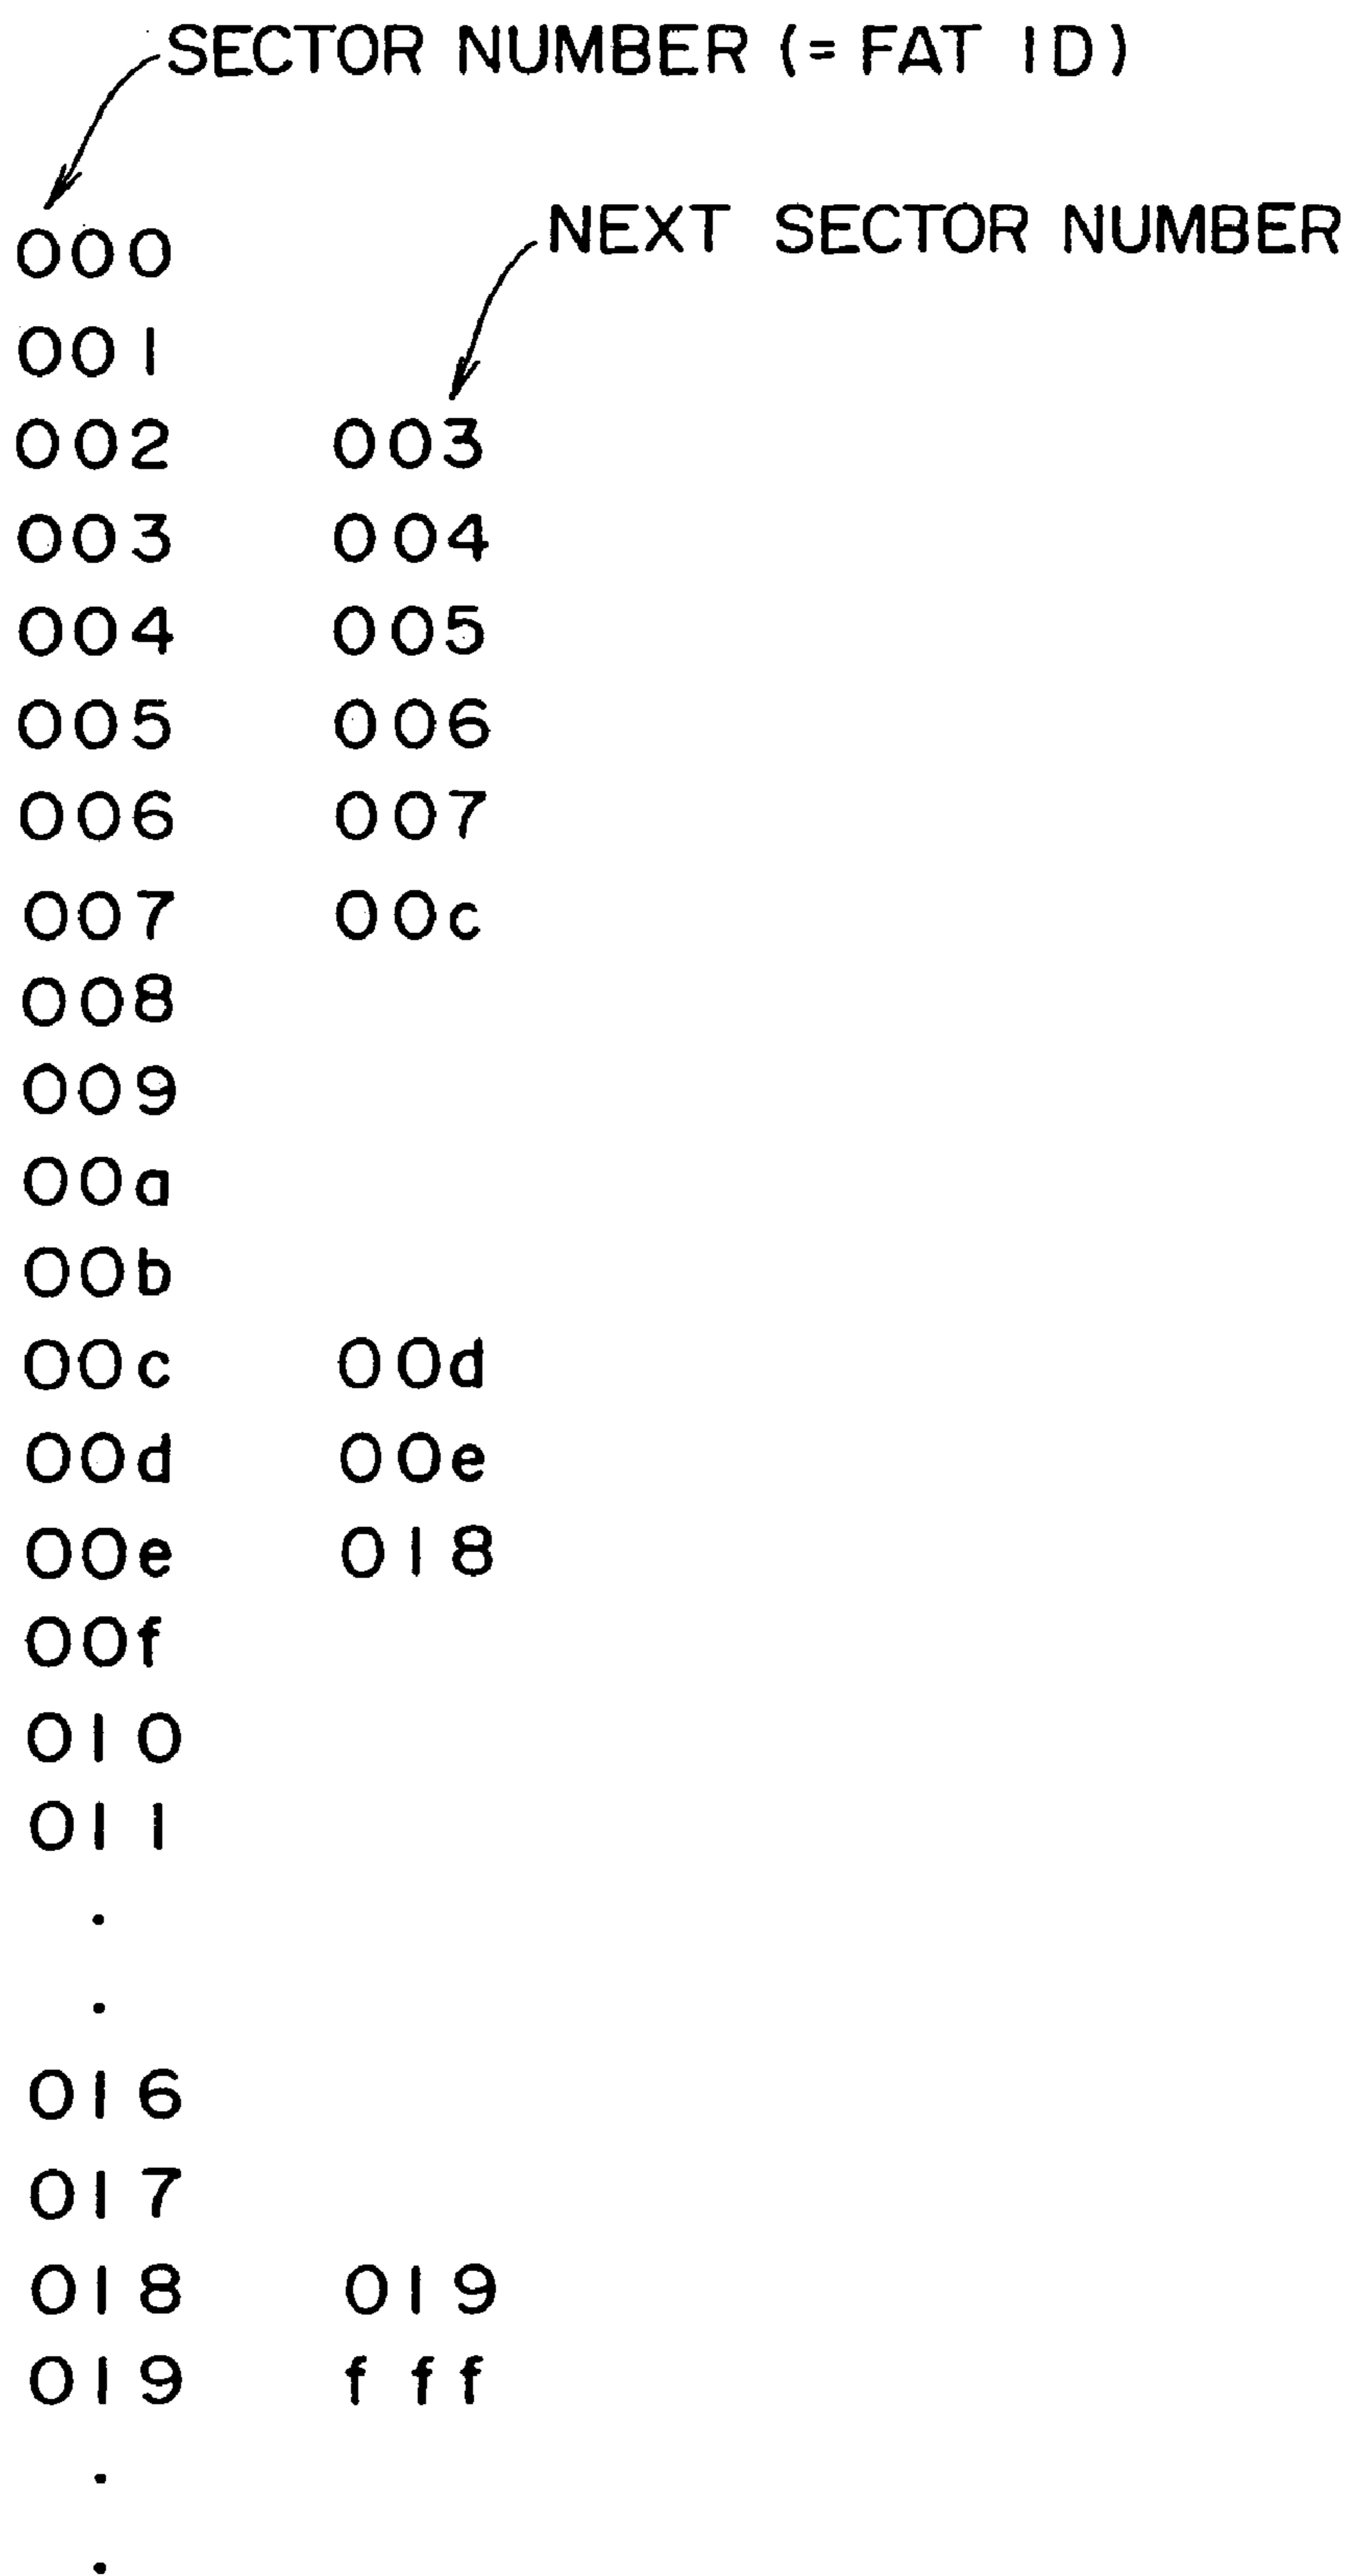 SECTOR NUMBER (= FAT ID)
NEXT SECTOR NUMBER
000
001
002 003
003 004
004 005
005 006
006 007
007 00c
008
009
00a
00b
00c 00d
00d 00e
00e 018
00f
010
011
.
.
016
017
018 019
019 fff
.
.